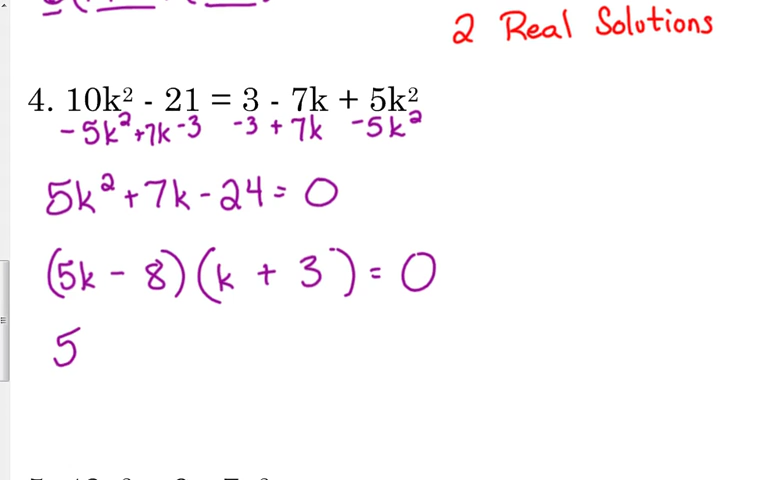 2 Real Solutions
4. 10k² - 21 = 3 - 7k + 5k²
-5k² +7k -3 -3 + 7k -5k²
5k² + 7k - 24 = 0
(5k - 8)(k + 3) = 0
5